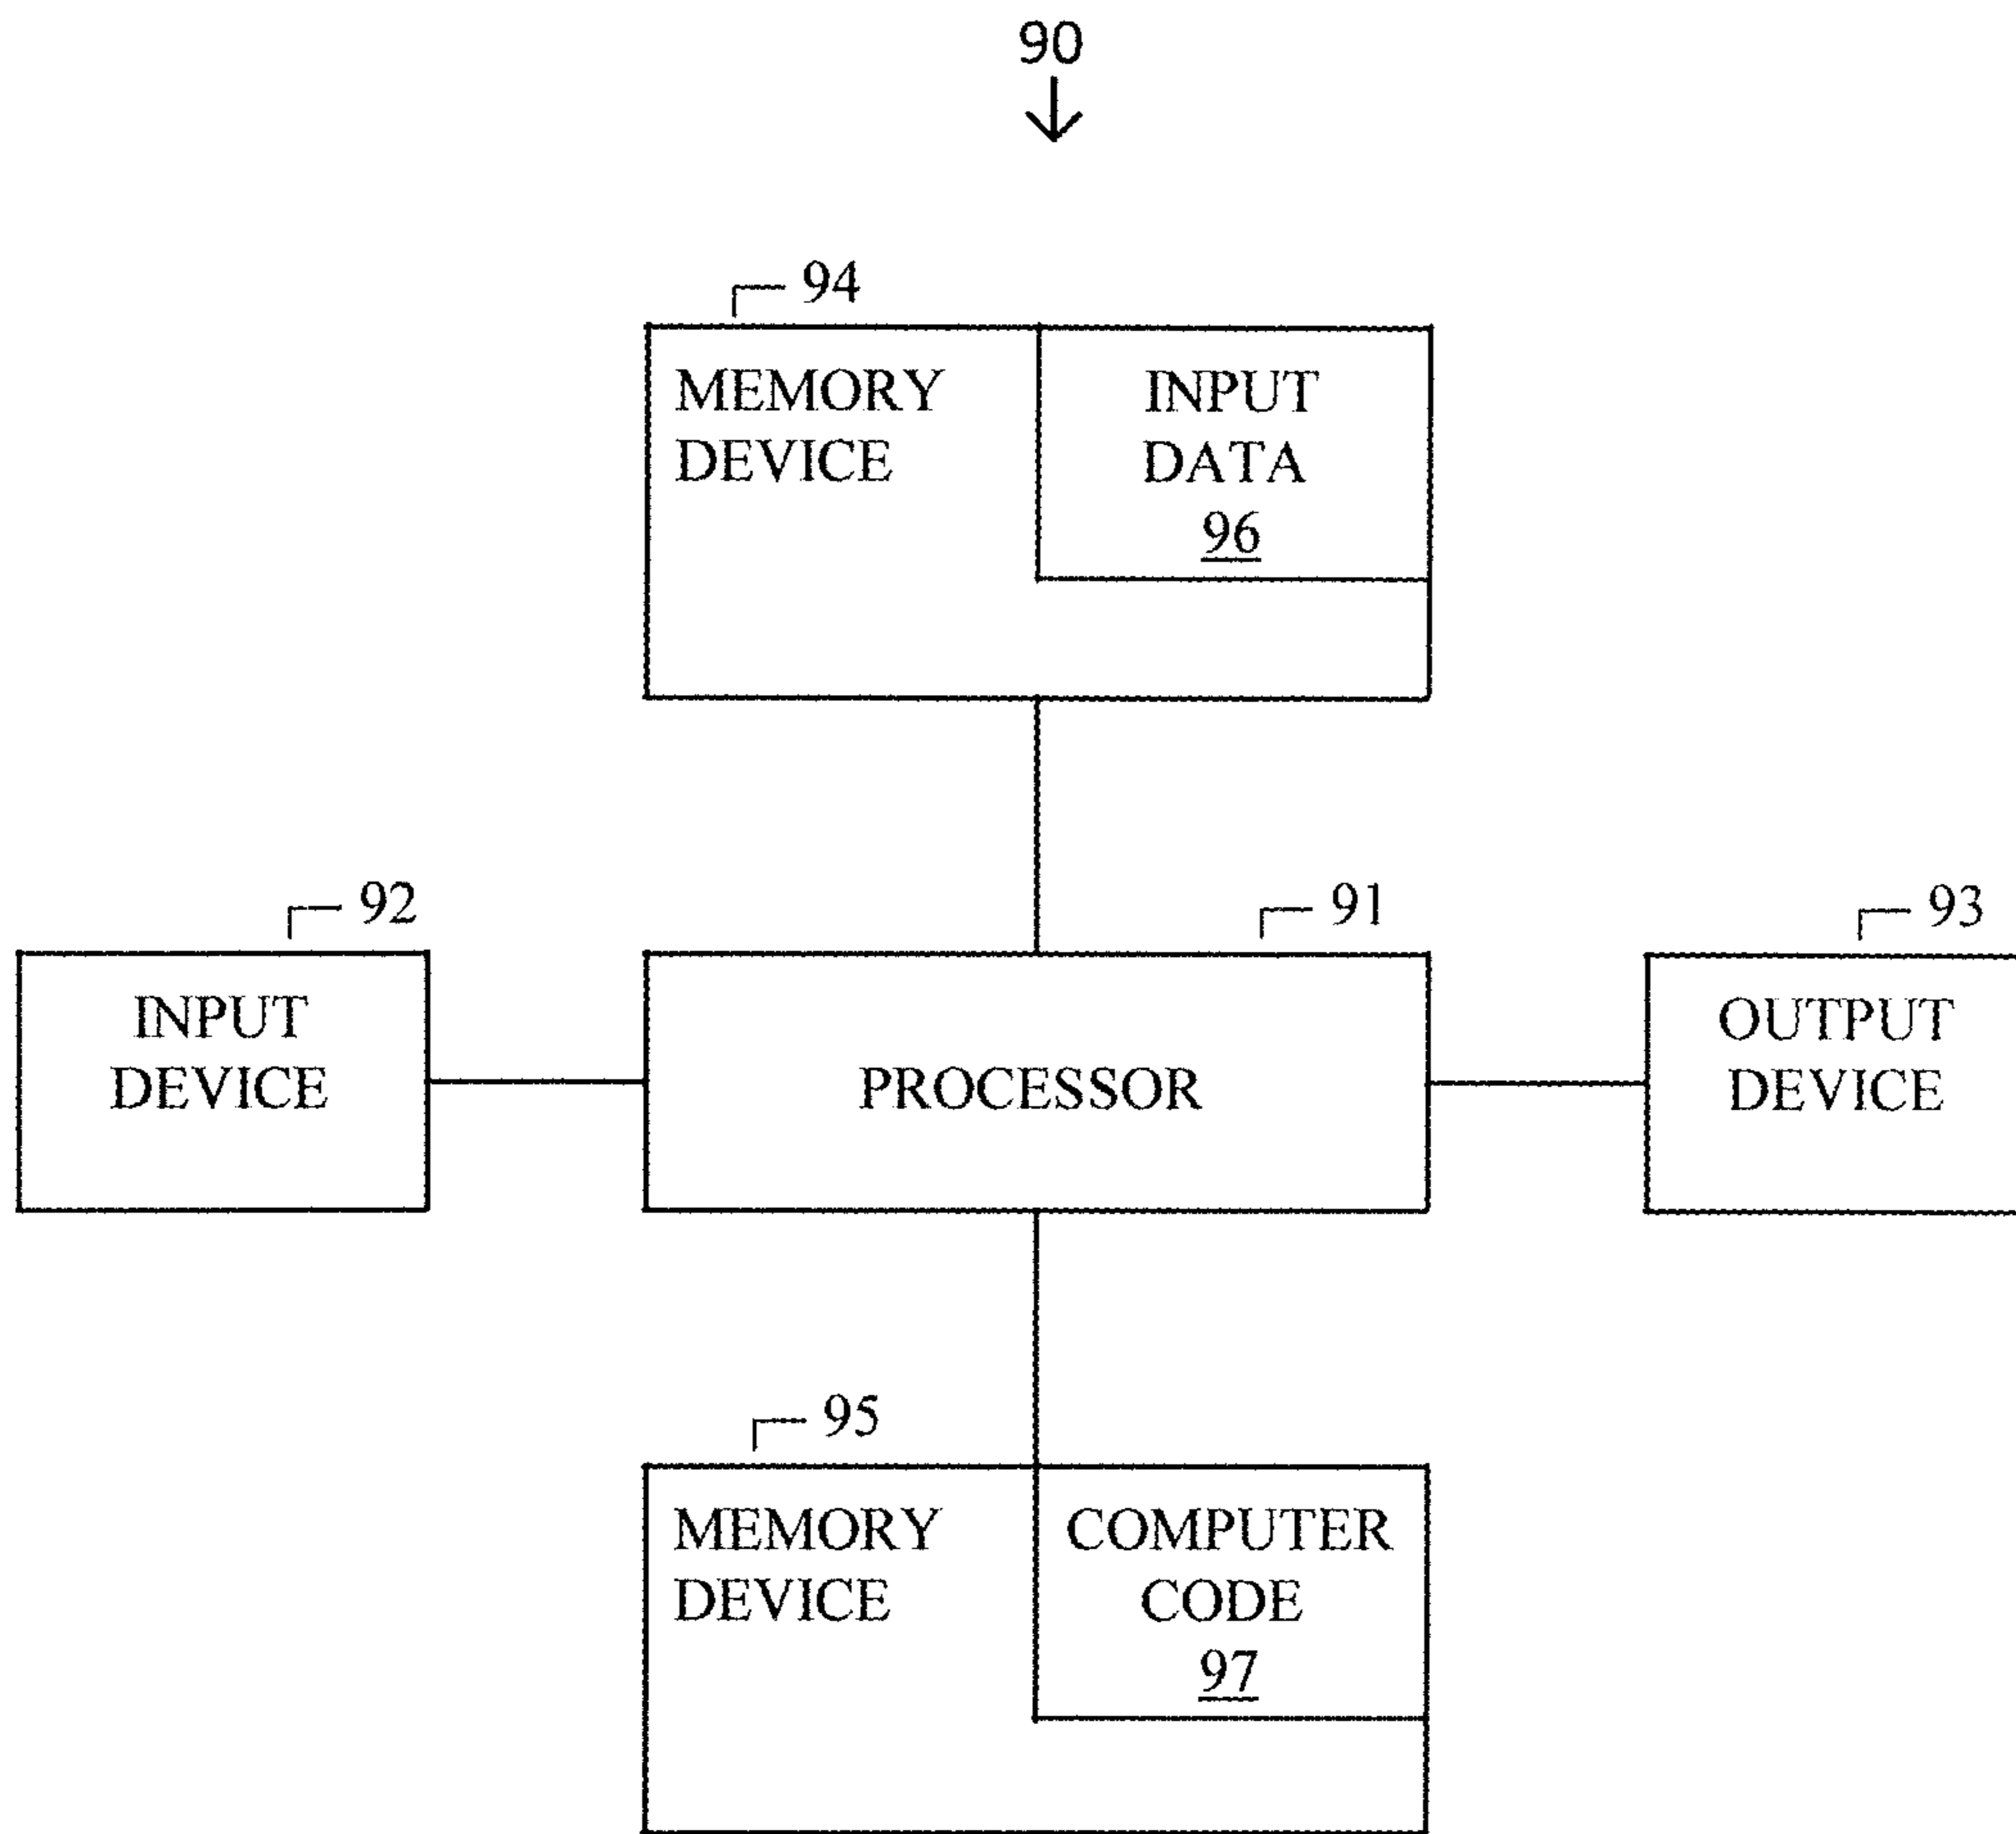 90
94
MEMORY
DEVICE
INPUT
DATA
96
92
91
93
INPUT
DEVICE
PROCESSOR
OUTPUT
DEVICE
95
MEMORY
DEVICE
COMPUTER
CODE
97